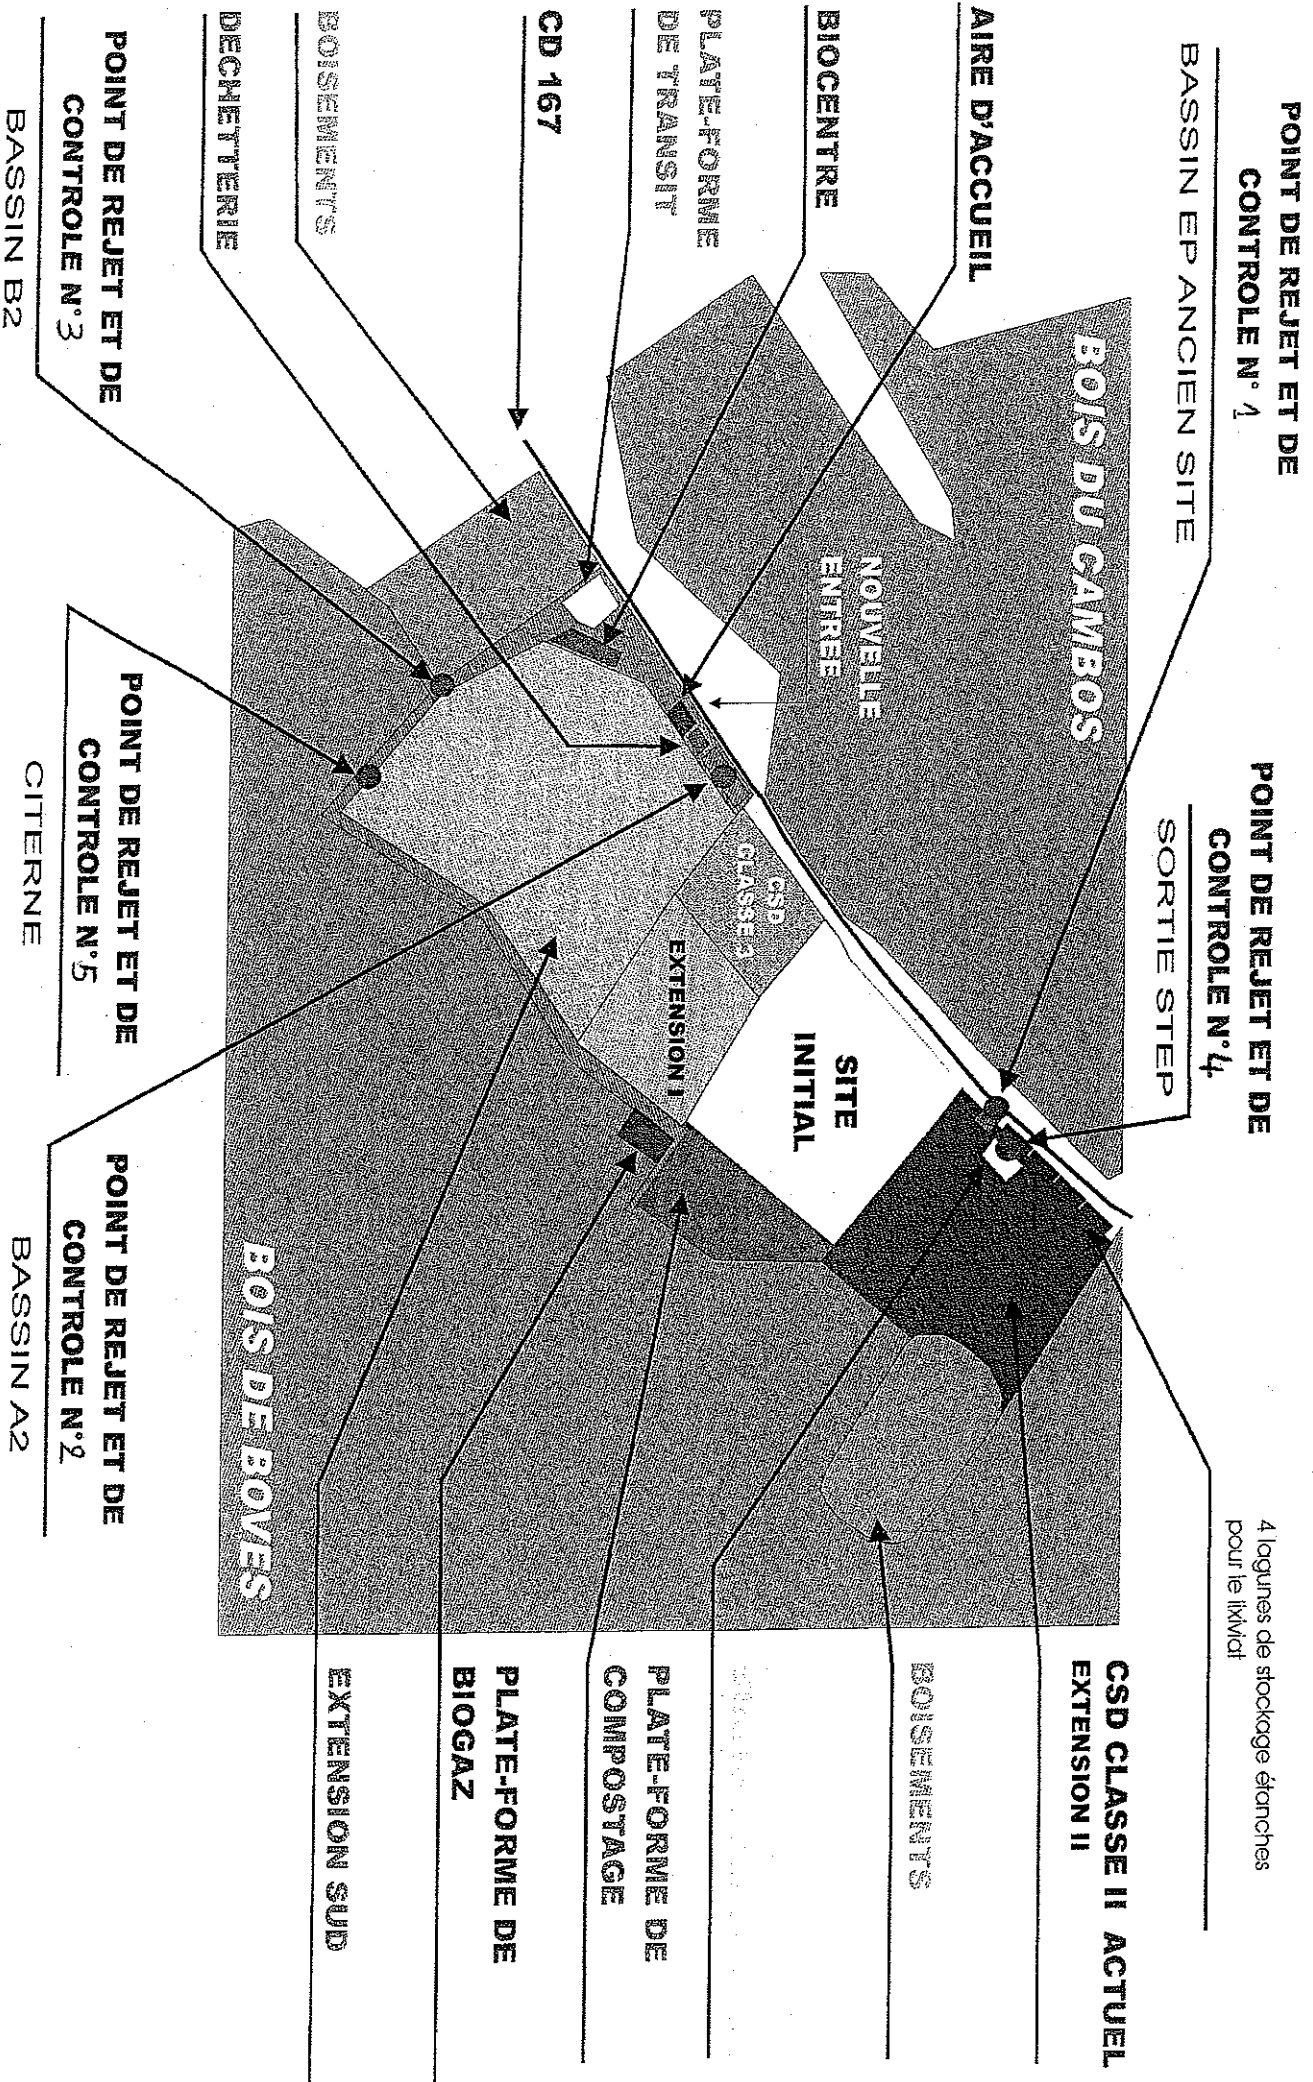 POINT DE REJET ET DE
CONTROLE N° 1
BASSIN EP ANCIEN SITE
POINT DE REJET ET DE
CONTROLE N° 4
SORTIE STEP
4 lagunes de stockage étanches
pour le lixiviat
AIRE D'ACCUEIL
BIOCENTRE
PLATE-FORME
DE TRANSIT
CD 167
BOISEMENTS
DECHETTERIE
BOIS DU CAMBOS
NOUVELLE
ENTREE
CSD
CLASSE 3
EXTENSION I
SITE
INITIAL
BOIS DE BOVES
CSD CLASSE II ACTUEL
EXTENSION II
BOISEMENTS
PLATE-FORME DE
COMPOSTAGE
PLATE-FORME DE
BIOGAZ
EXTENSION SUD
POINT DE REJET ET DE
CONTROLE N° 3
BASSIN B2
POINT DE REJET ET DE
CONTROLE N° 5
CITERNE
POINT DE REJET ET DE
CONTROLE N° 2
BASSIN A2